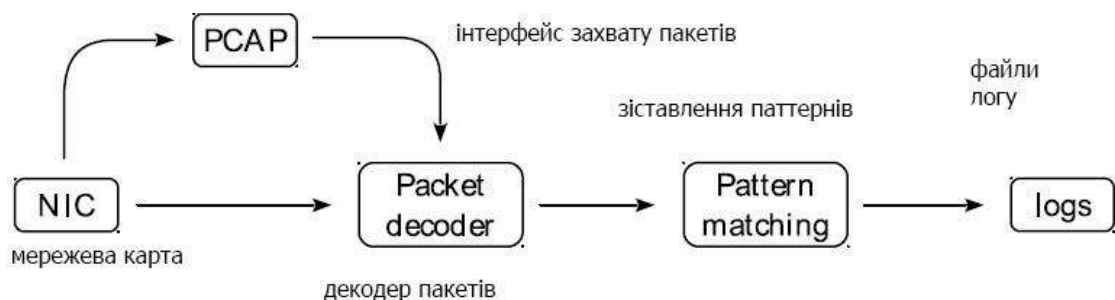 PCAP
інтерфейс захвату пакетів
файли
логу
зіставлення паттернів
NIC
Packet
decoder
Pattern
matching
logs
мережева карта
декодер пакетів